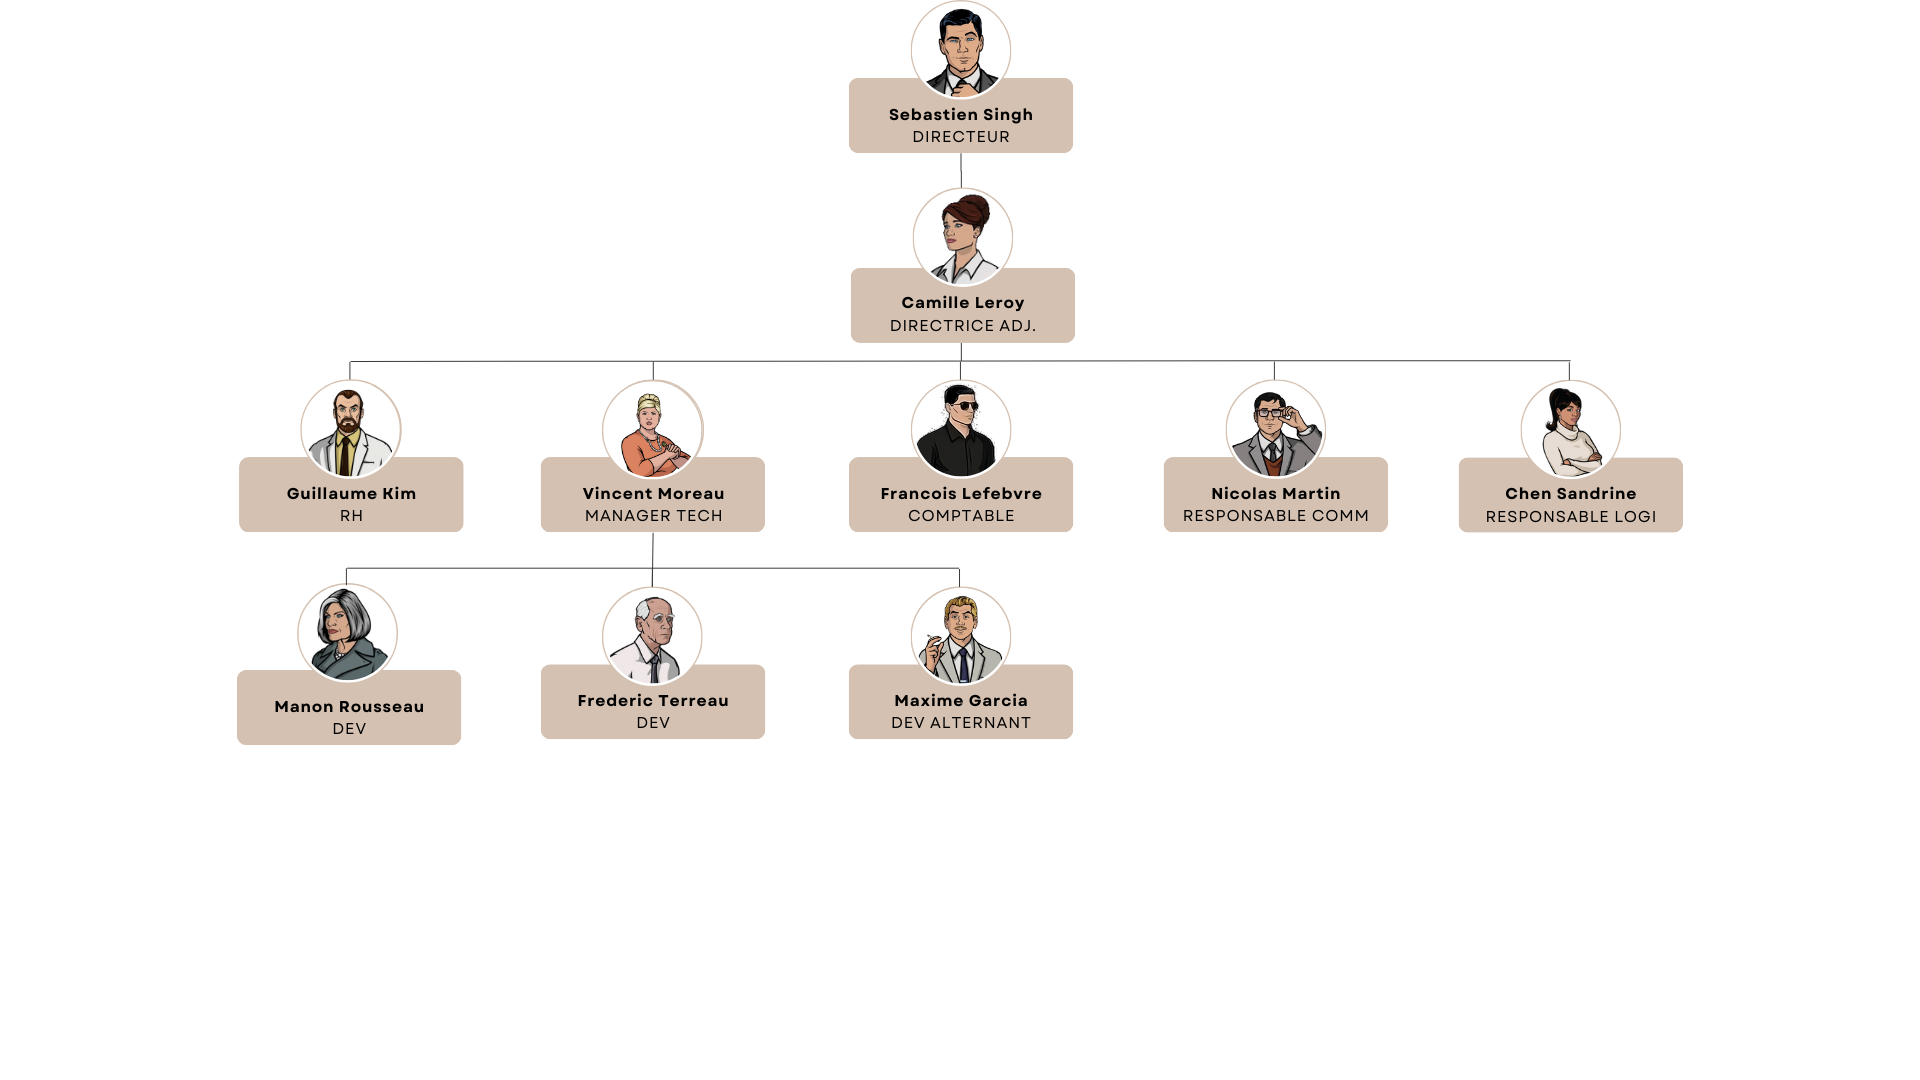 Sebastien Singh
DIRECTEUR
Camille Leroy
DIRECTRICE ADJ.
Guillaume Kim
RH
Vincent Moreau
MANAGER TECH
Francois Lefebvre
COMPTABLE
Nicolas Martin
RESPONSABLE COMM
Chen Sandrine
RESPONSABLE LOGI
Manon Rousseau
DEV
Frederic Terreau
DEV
Maxime Garcia
DEV ALTERNANT